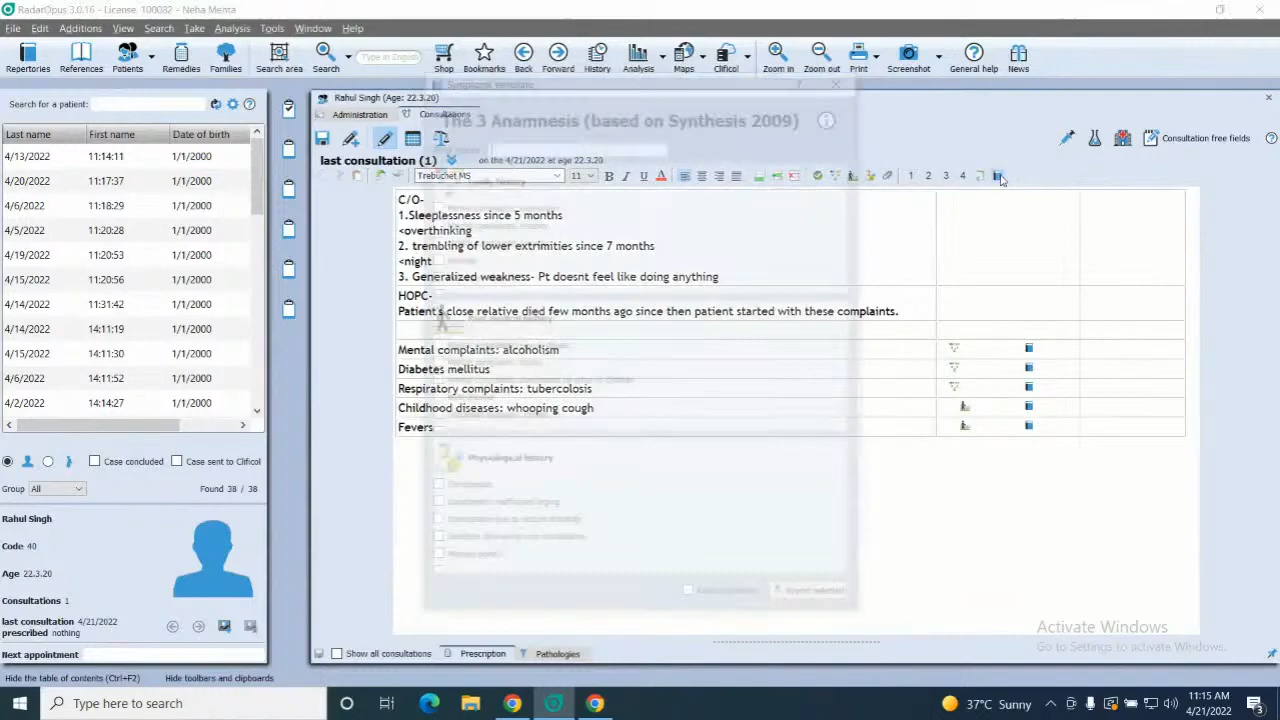 RadarOpus 3.0.16 - License: 100082 - Neha Menta
File Edit Additions View Search Take Analysis Tools Window Help
Repertories References Patients Remedies Families Search area Search Type in English Shop Bookmarks Back Forward History Analysis Maps Clificol Zoom in Zoom out Print Screenshot General help News
Search for a patient:
Last name First name Date of birth
4/13/2022 11:14:11 1/1/2000
4/20/2022 11:17:37 1/1/2000
4/6/2022 11:18:29 1/1/2000
4/5/2022 11:20:28 1/1/2000
4/19/2022 11:20:53 1/1/2000
4/15/2022 11:20:56 1/1/2000
4/14/2022 11:31:42 1/1/2000
4/14/2022 14:11:19 1/1/2000
4/15/2022 14:11:30 1/1/2000
4/6/2022 14:11:52 1/1/2000
4/2/2022 14:14:27 1/1/2000
Case concluded Case sent to Clificol
Group All Found 38 / 38
Rahul Singh
Code 40
Age 22.3.20
Consultations 1
last consultation 4/21/2022
prescribed nothing
Next appointment
Rahul Singh (Age: 22.3.20)
Administration Consultations
The 3 Anamnesis (based on Synthesis 2009)
Consultation free fields
last consultation (1) on the 4/21/2022 at age 22.3.20
Trebuchet MS 11 B I U A 1 2 3 4
C/O-
1.Sleeplessness since 5 months
<overthinking
2. trembling of lower extrimities since 7 months
<night
3. Generalized weakness- Pt doesnt feel like doing anything
HOPC-
Patient's close relative died few months ago since then patient started with these complaints.
Mental complaints: alcoholism
Diabetes mellitus
Respiratory complaints: tubercolosis
Childhood diseases: whooping cough
Fevers
Physiological history
Activate Windows
Go to Settings to activate Windows.
Show all consultations Prescription Pathologies
Hide the table of contents (Ctrl+F2) Hide toolbars and clipboards
Type here to search
37°C Sunny
11:15 AM
4/21/2022
3